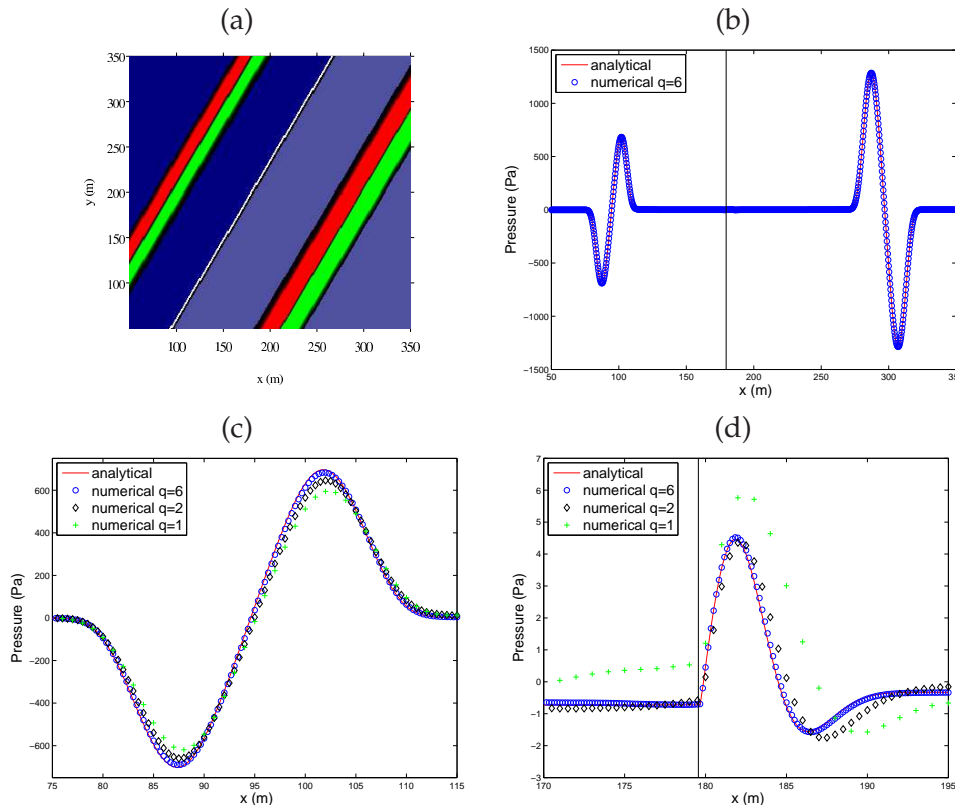 (a)
350
300
250
200
150
100
y (m)
100 150 200 250 300 350
x (m)
(b)
1500
1000
500
0
−500
−1000
−1500
Pressure (Pa)
analytical
numerical q=6
50 100 150 200 250 300 350
x (m)
(c)
600
400
200
0
−200
−400
−600
Pressure (Pa)
analytical
numerical q=6
numerical q=2
numerical q=1
75 80 85 90 95 100 105 110 115
x (m)
(d)
7
6
5
4
3
2
1
0
−1
−2
−3
Pressure (Pa)
analytical
numerical q=6
numerical q=2
numerical q=1
170 175 180 185 190 195
x (m)